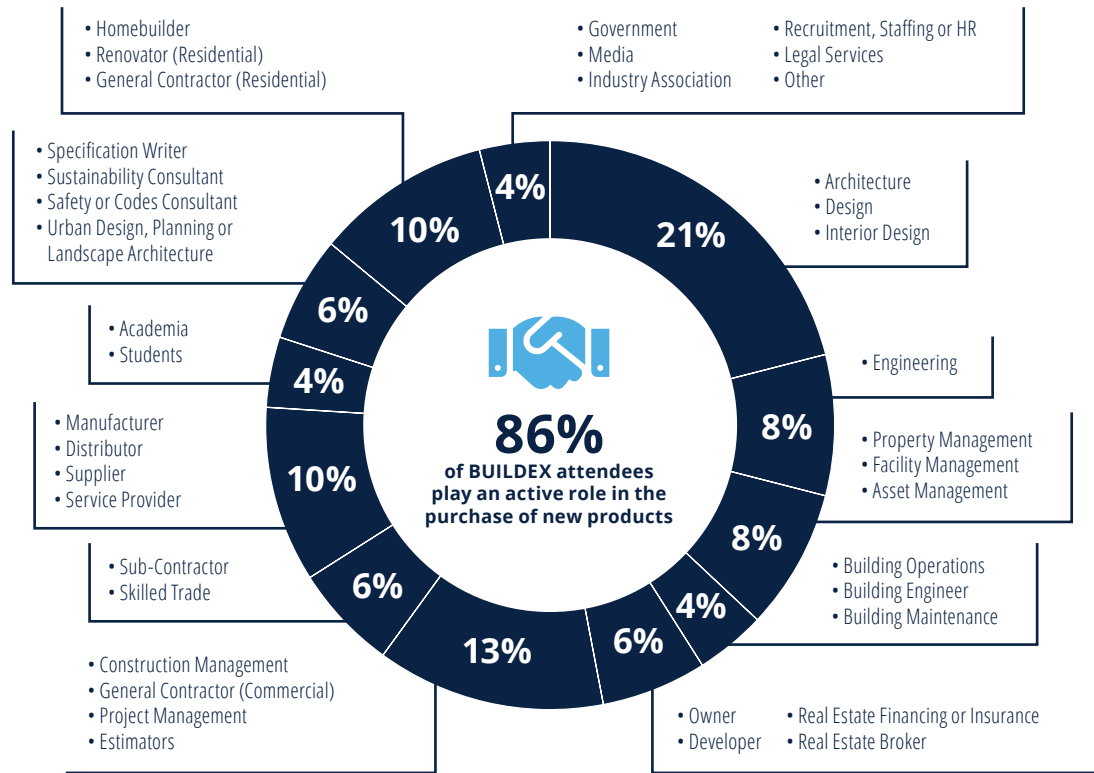 • Homebuilder
• Renovator (Residential)
• General Contractor (Residential)
• Government
• Media
• Industry Association
• Recruitment, Staffing or HR
• Legal Services
• Other
• Specification Writer
• Sustainability Consultant
• Safety or Codes Consultant
• Urban Design, Planning or
Landscape Architecture
• Architecture
• Design
• Interior Design
4%
10%
21%
6%
• Academia
• Students
4%
• Engineering
8%
86%
of BUILDEX attendees
play an active role in the
purchase of new products
• Manufacturer
• Distributor
• Supplier
• Service Provider
10%
• Property Management
• Facility Management
• Asset Management
8%
• Sub-Contractor
• Skilled Trade
6%
• Building Operations
• Building Engineer
• Building Maintenance
4%
6%
13%
• Construction Management
• General Contractor (Commercial)
• Project Management
• Estimators
• Owner
• Developer
• Real Estate Financing or Insurance
• Real Estate Broker